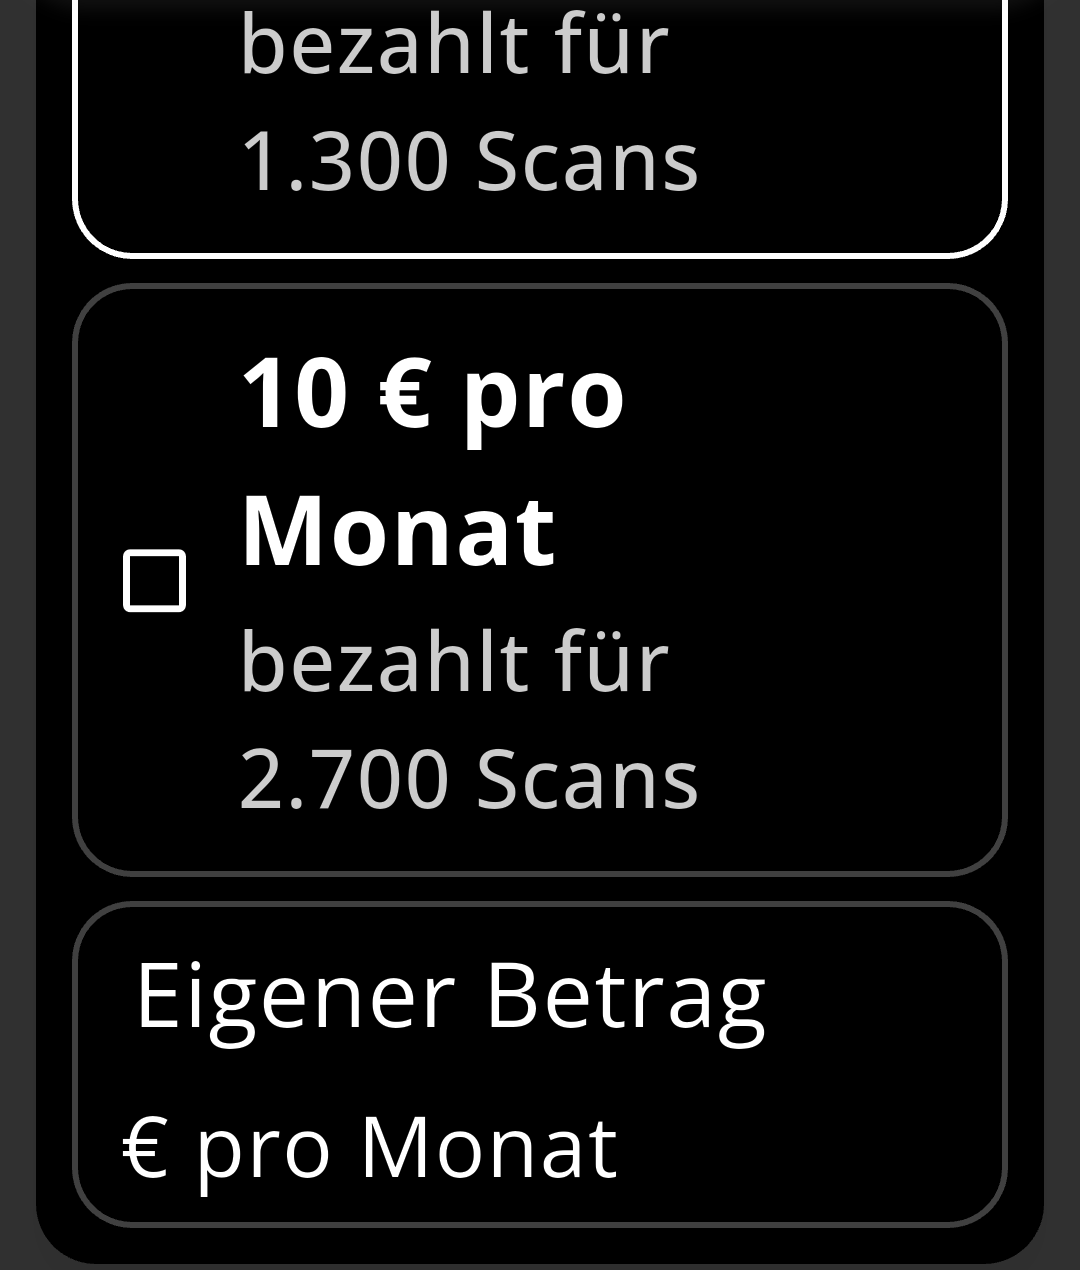 bezahlt für
1.300 Scans
10 € pro
Monat
bezahlt für
2.700 Scans
Eigener Betrag
€ pro Monat